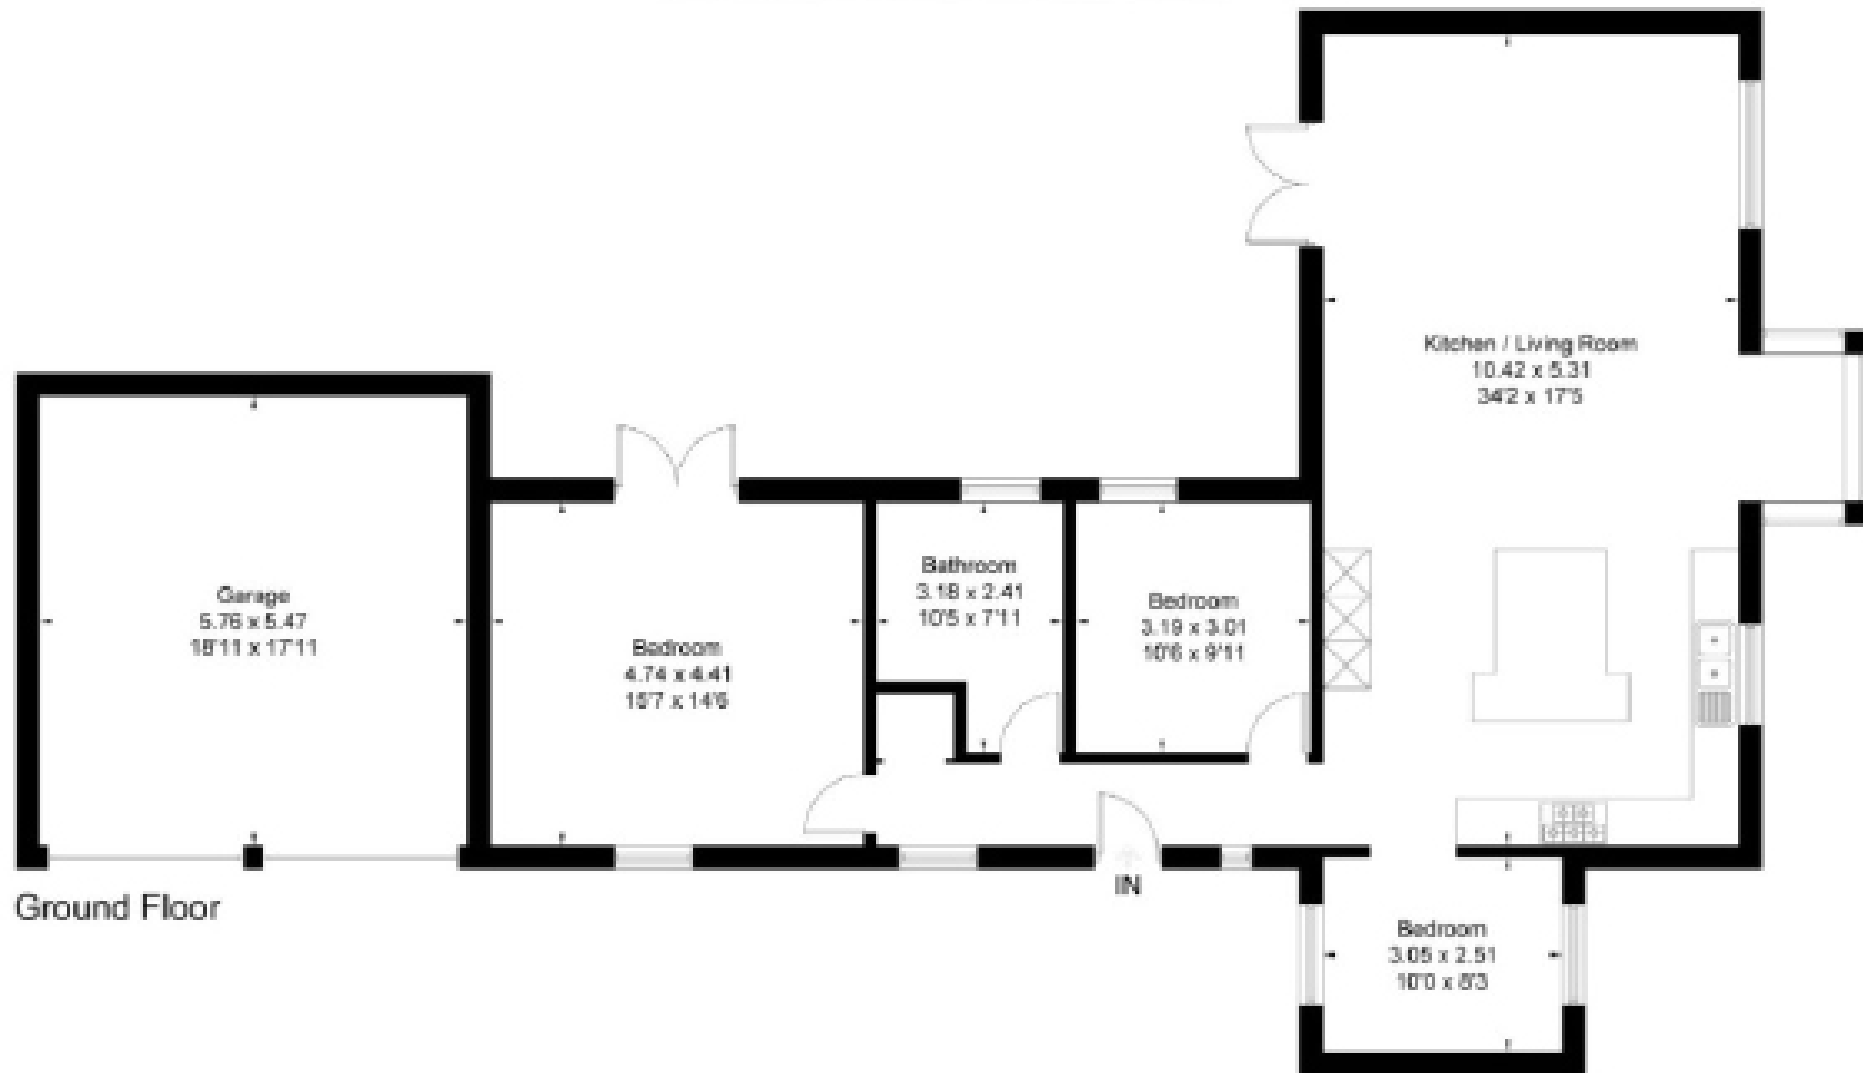 Kitchen / Living Room
10.42 x 5.31
34'2 x 17'5
Garage
5.76 x 5.47
18'11 x 17'11
Bedroom
4.74 x 4.41
15'7 x 14'6
Bathroom
3.18 x 2.41
10'5 x 7'11
Bedroom
3.19 x 3.01
10'6 x 9'11
IN
Ground Floor
Bedroom
3.05 x 2.51
10'0 x 8'3